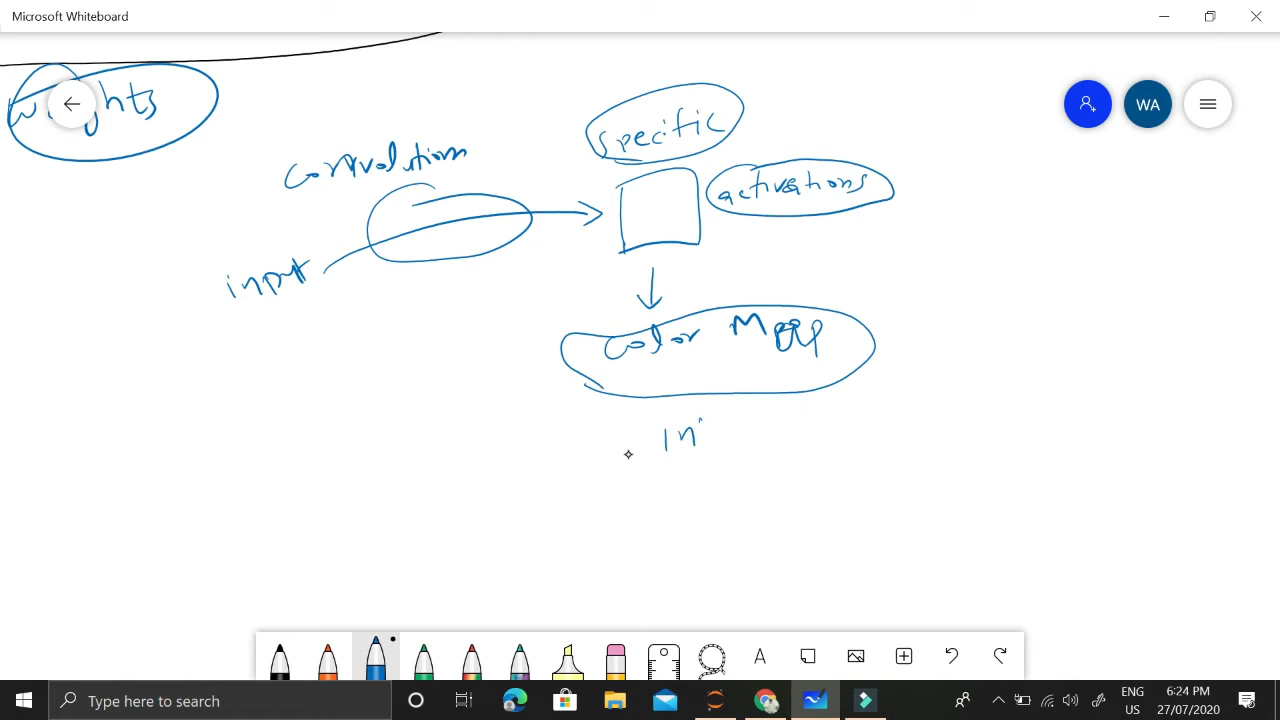 Microsoft Whiteboard
weights
WA
specific
convolution
activations
input
color Map
in
A
Type here to search
ENG
US
6:24 PM
27/07/2020